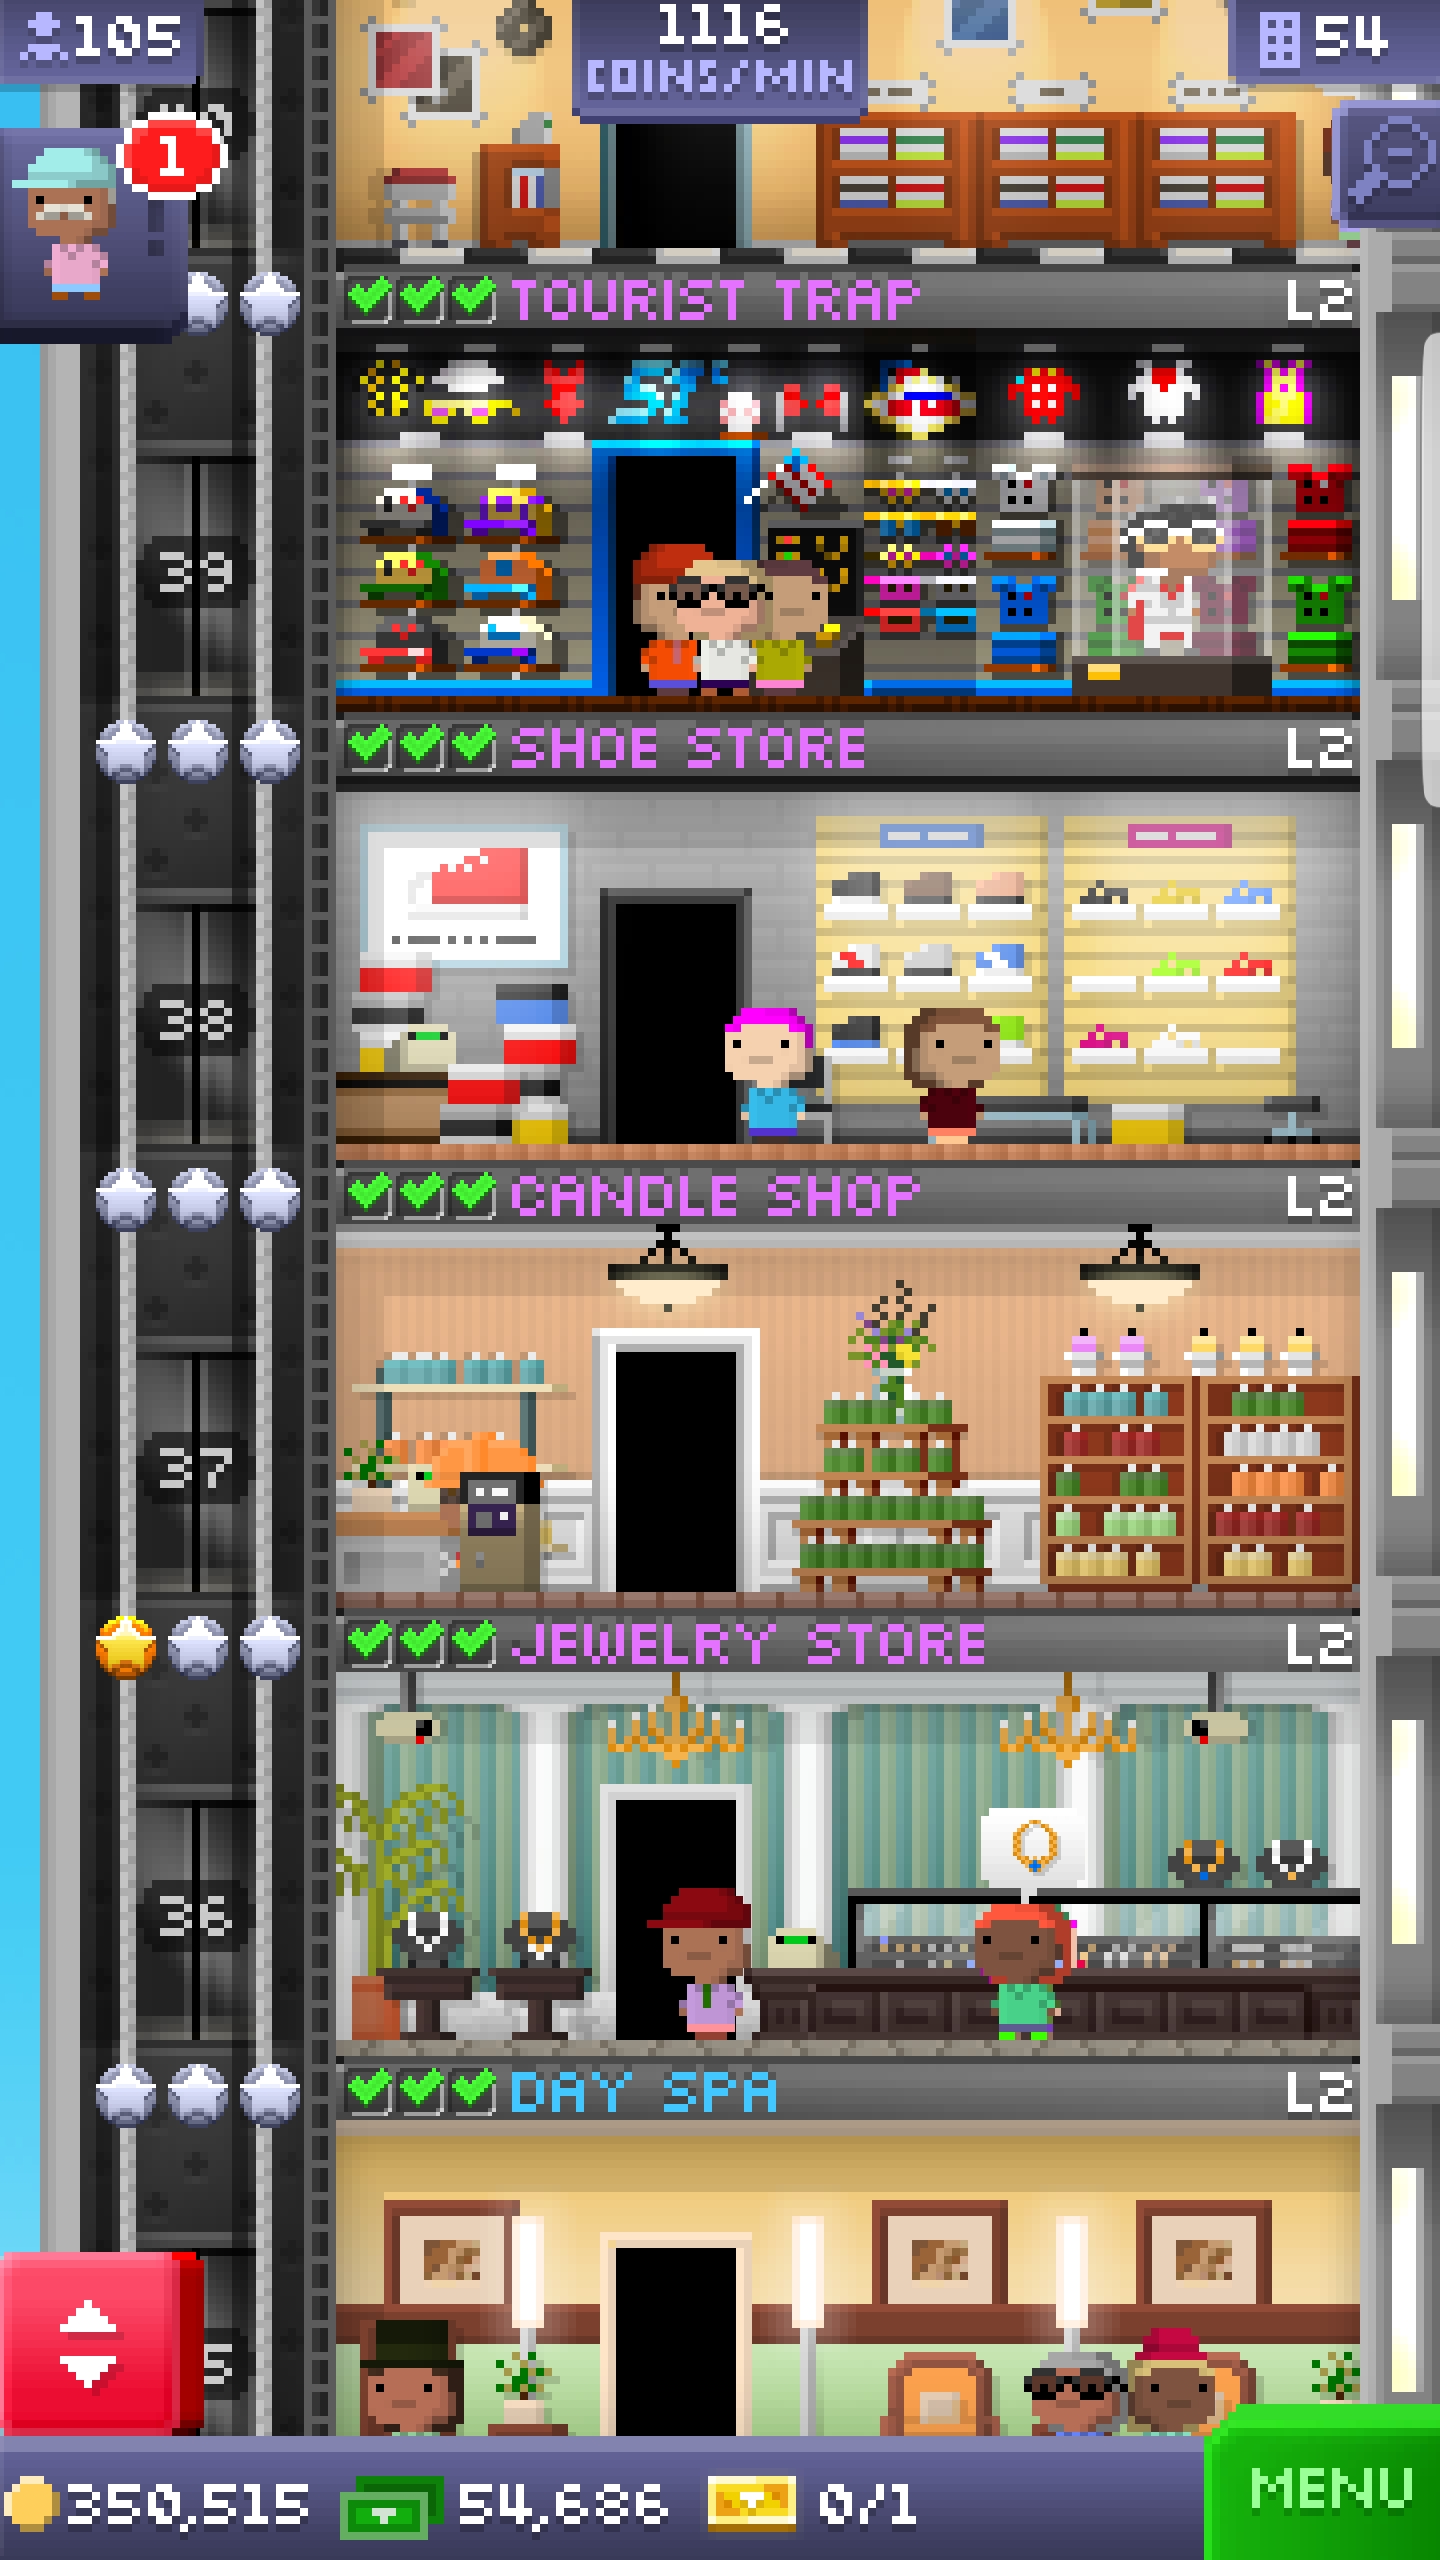 105
1116
COINS/MIN
54
1
TOURIST TRAP L2
39
SHOE STORE L2
38
CANDLE SHOP L2
37
JEWELRY STORE L2
36
DAY SPA L2
5
350,515 54,686 0/1
MENU